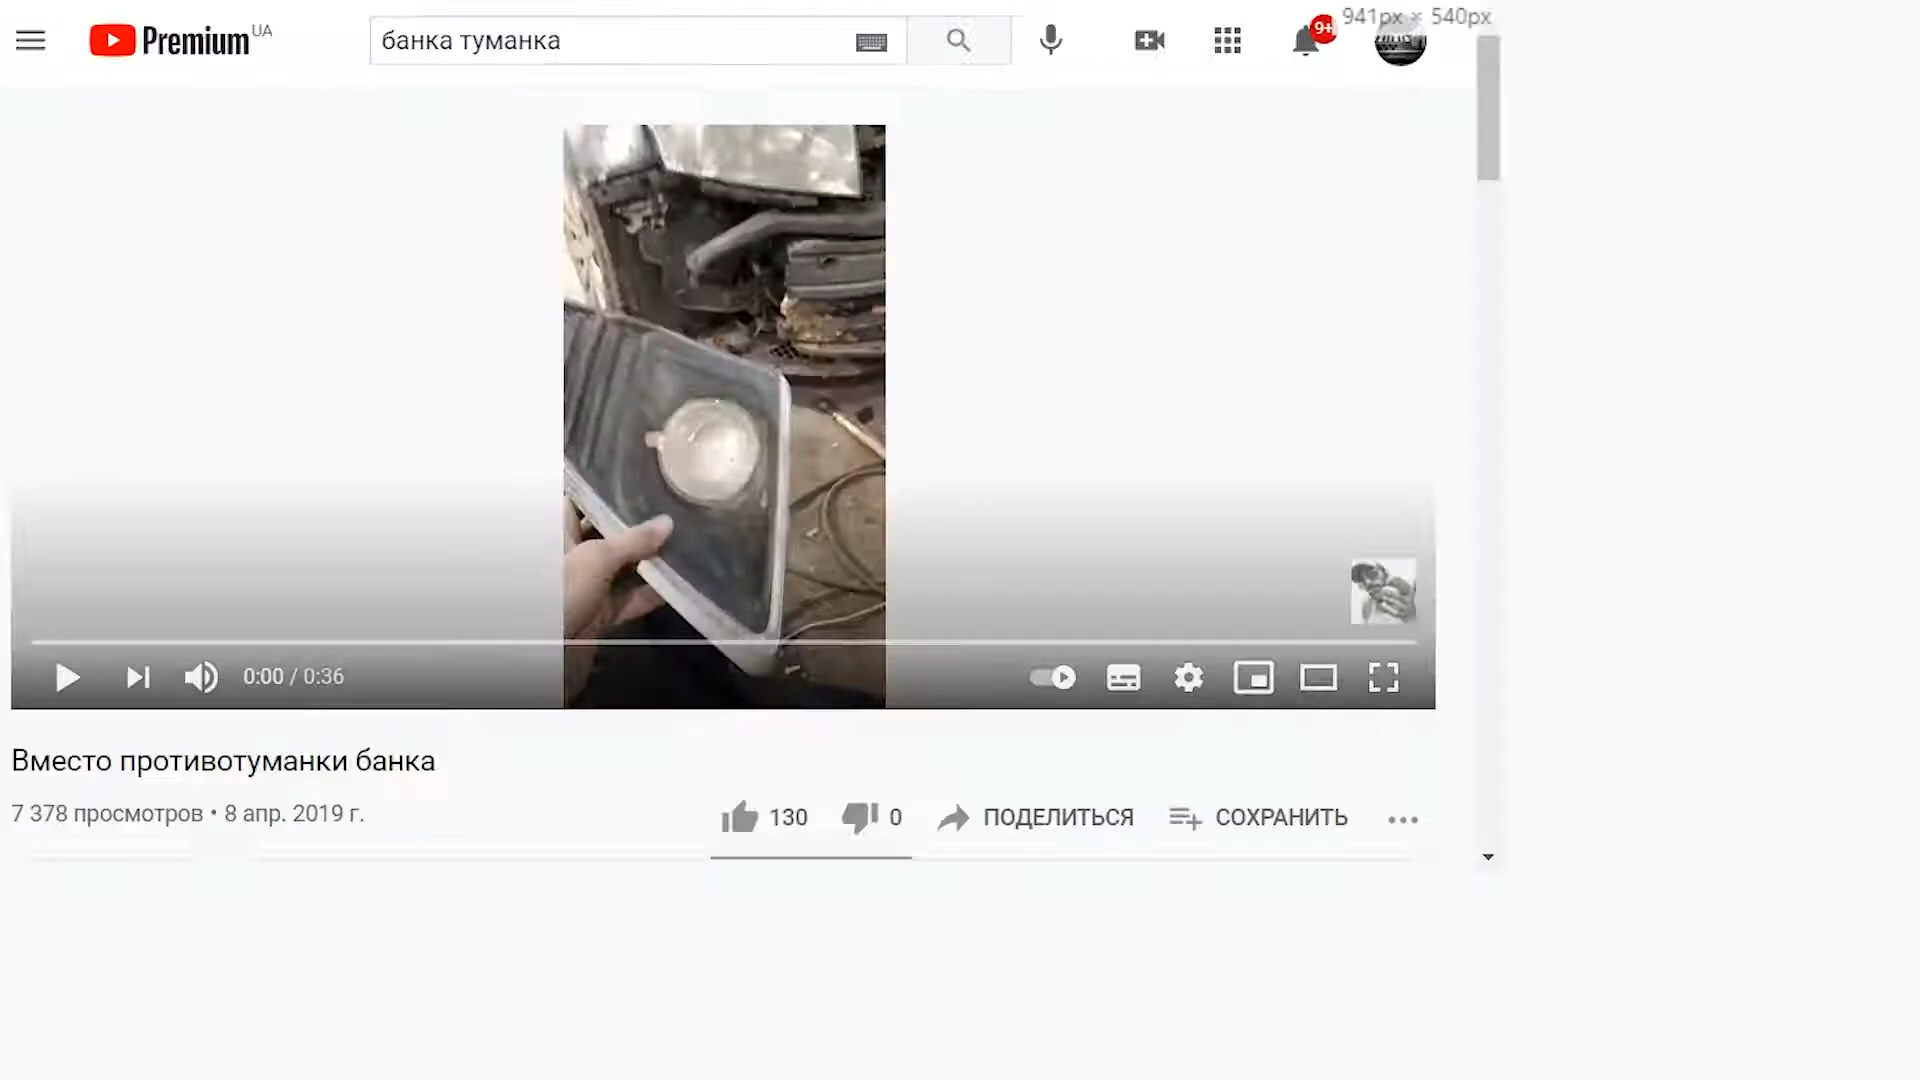 Premium UA
банка туманка
9+
941px × 540px
0:00 / 0:36
Вместо противотуманки банка
7 378 просмотров • 8 апр. 2019 г.
130
0
ПОДЕЛИТЬСЯ
СОХРАНИТЬ